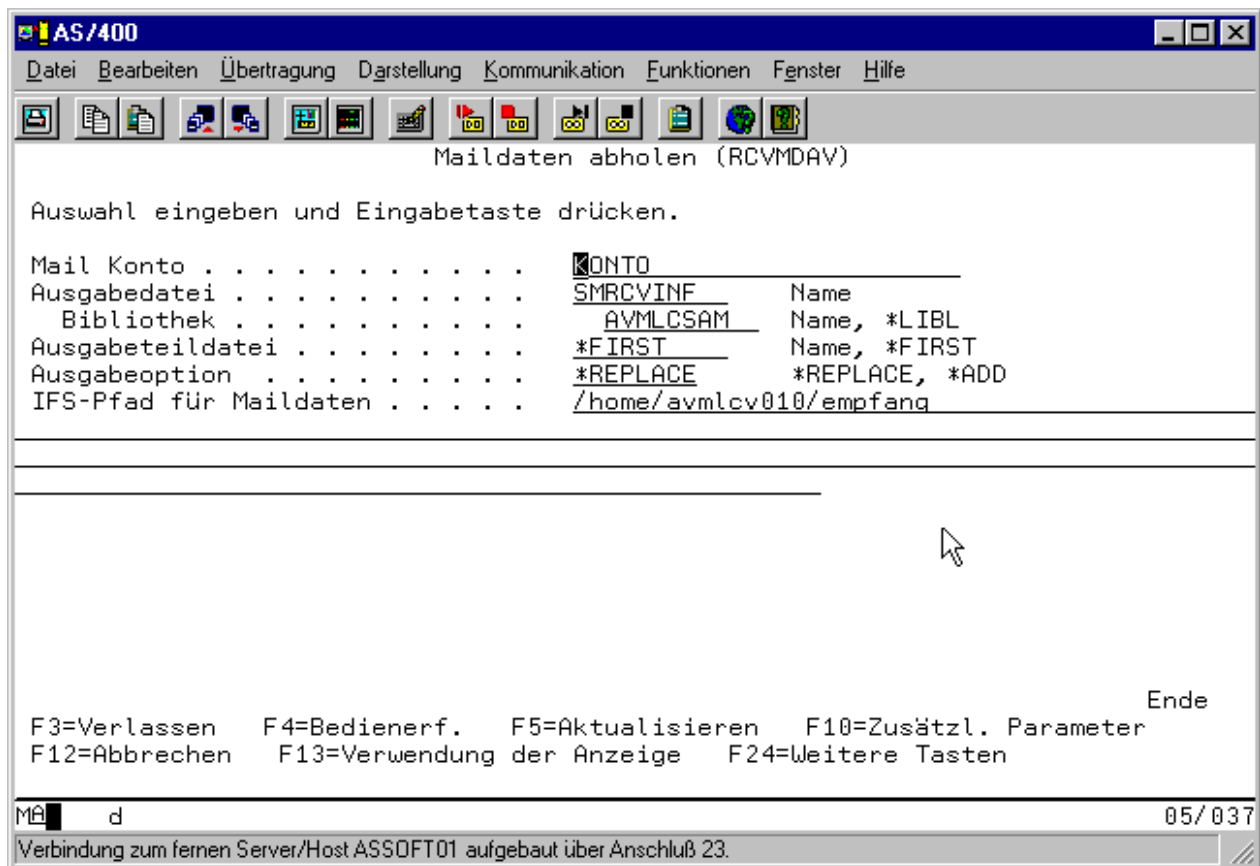 AS/400
Datei Bearbeiten Übertragung Darstellung Kommunikation Funktionen Fenster Hilfe
Maildaten abholen (RCVMDAV)
Auswahl eingeben und Eingabetaste drücken.
Mail Konto . . . . . . . . . . . KONTO
Ausgabedatei . . . . . . . . . . SMRCVINF Name
Bibliothek . . . . . . . . . . AVMLCSAM Name, *LIBL
Ausgabeteildatei . . . . . . . . *FIRST Name, *FIRST
Ausgabeoption . . . . . . . . . *REPLACE *REPLACE, *ADD
IFS-Pfad für Maildaten . . . . . /home/avmlcv010/empfang
Ende
F3=Verlassen F4=Bedienerf. F5=Aktualisieren F10=Zusätzl. Parameter
F12=Abbrechen F13=Verwendung der Anzeige F24=Weitere Tasten
MA d 05/037
Verbindung zum fernen Server/Host ASSOFT01 aufgebaut über Anschluß 23.